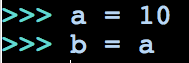 >>> a = 10
>>> b = a